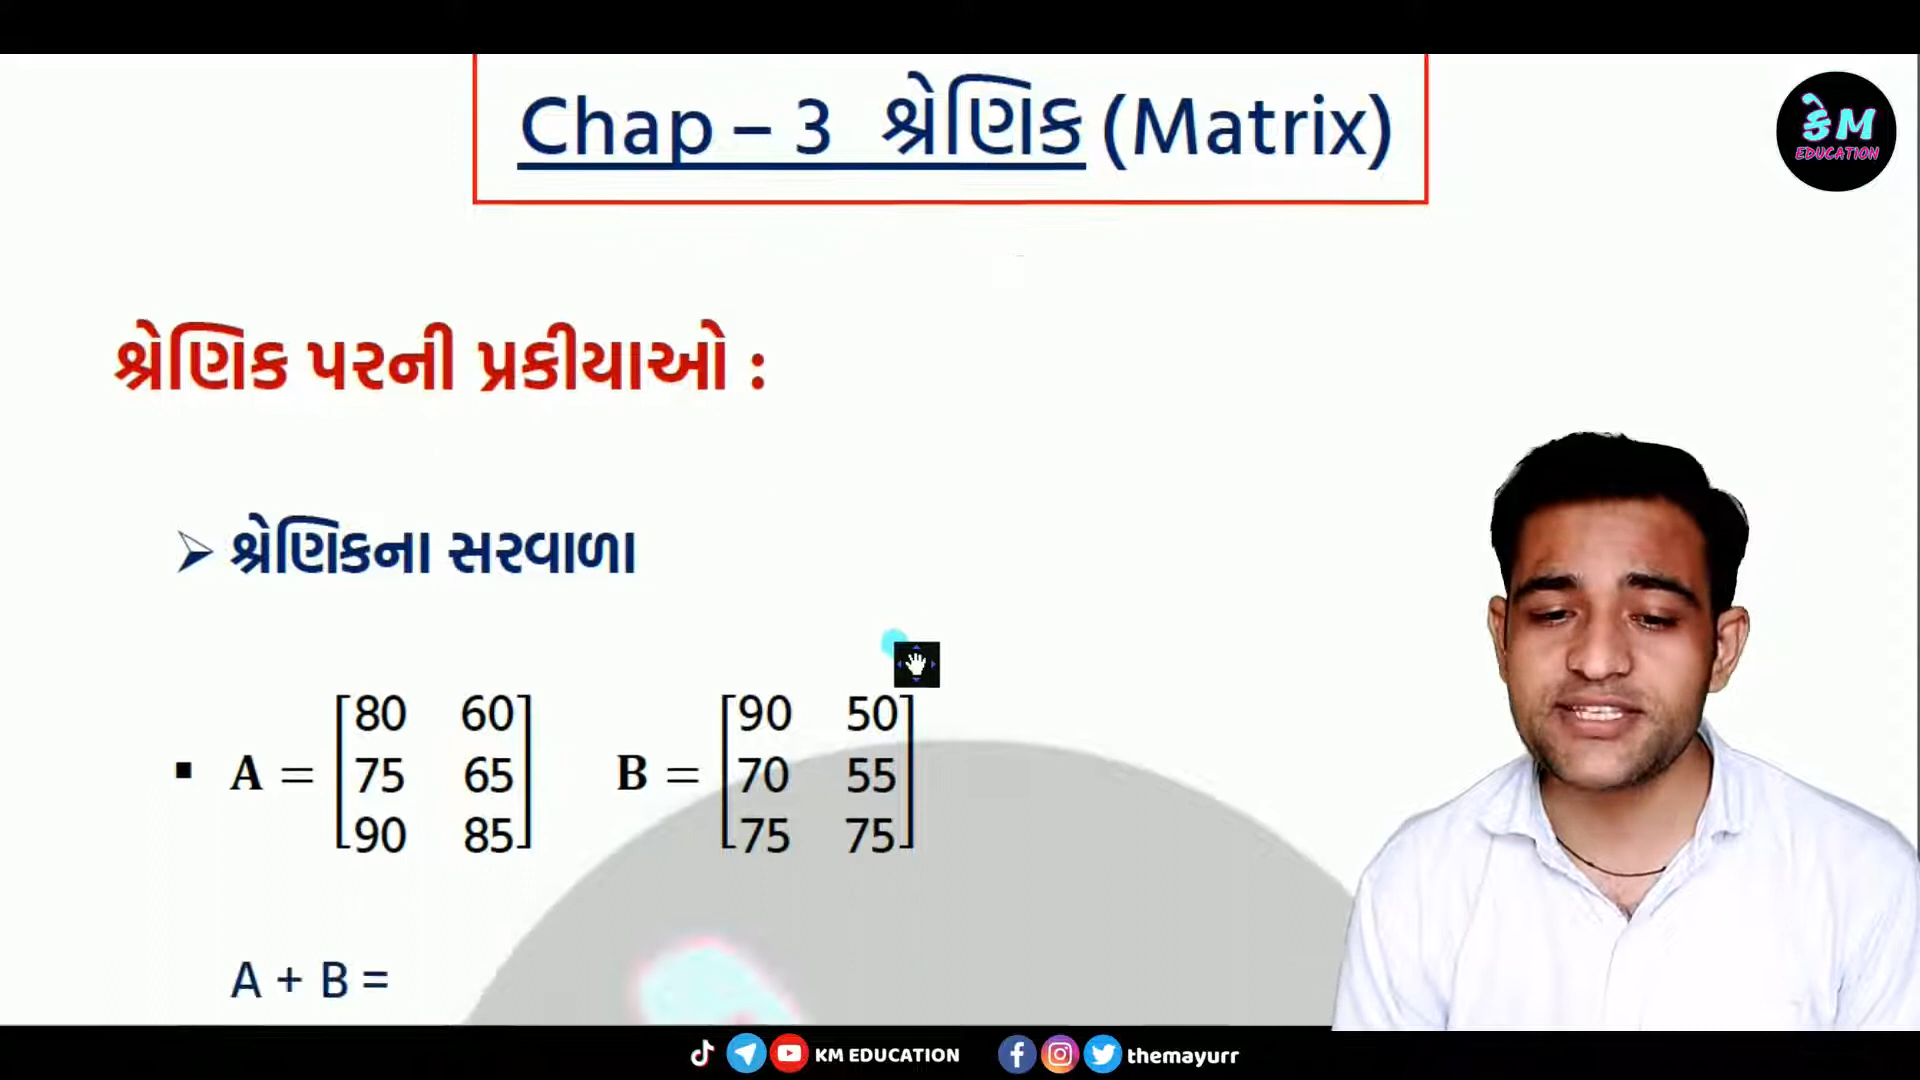 Chap – 3 શ્રેણિક (Matrix)
કેM
EDUCATION
શ્રેણિક પરની પ્રકીયાઓ :
➢ શ્રેણિકના સરવાળા
▪ A = [80 60] B = [90 50]
75 65 70 55
90 85 75 75
A + B =
KM EDUCATION themayurr